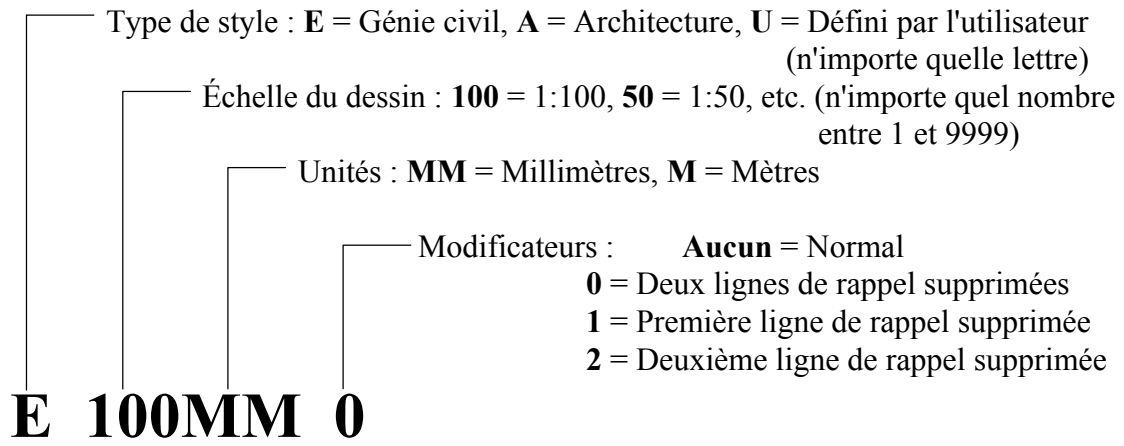 Type de style : E = Génie civil, A = Architecture, U = Défini par l'utilisateur
(n'importe quelle lettre)
Échelle du dessin : 100 = 1:100, 50 = 1:50, etc. (n'importe quel nombre
entre 1 et 9999)
Unités : MM = Millimètres, M = Mètres
Modificateurs : Aucun = Normal
0 = Deux lignes de rappel supprimées
1 = Première ligne de rappel supprimée
2 = Deuxième ligne de rappel supprimée
E 100MM 0